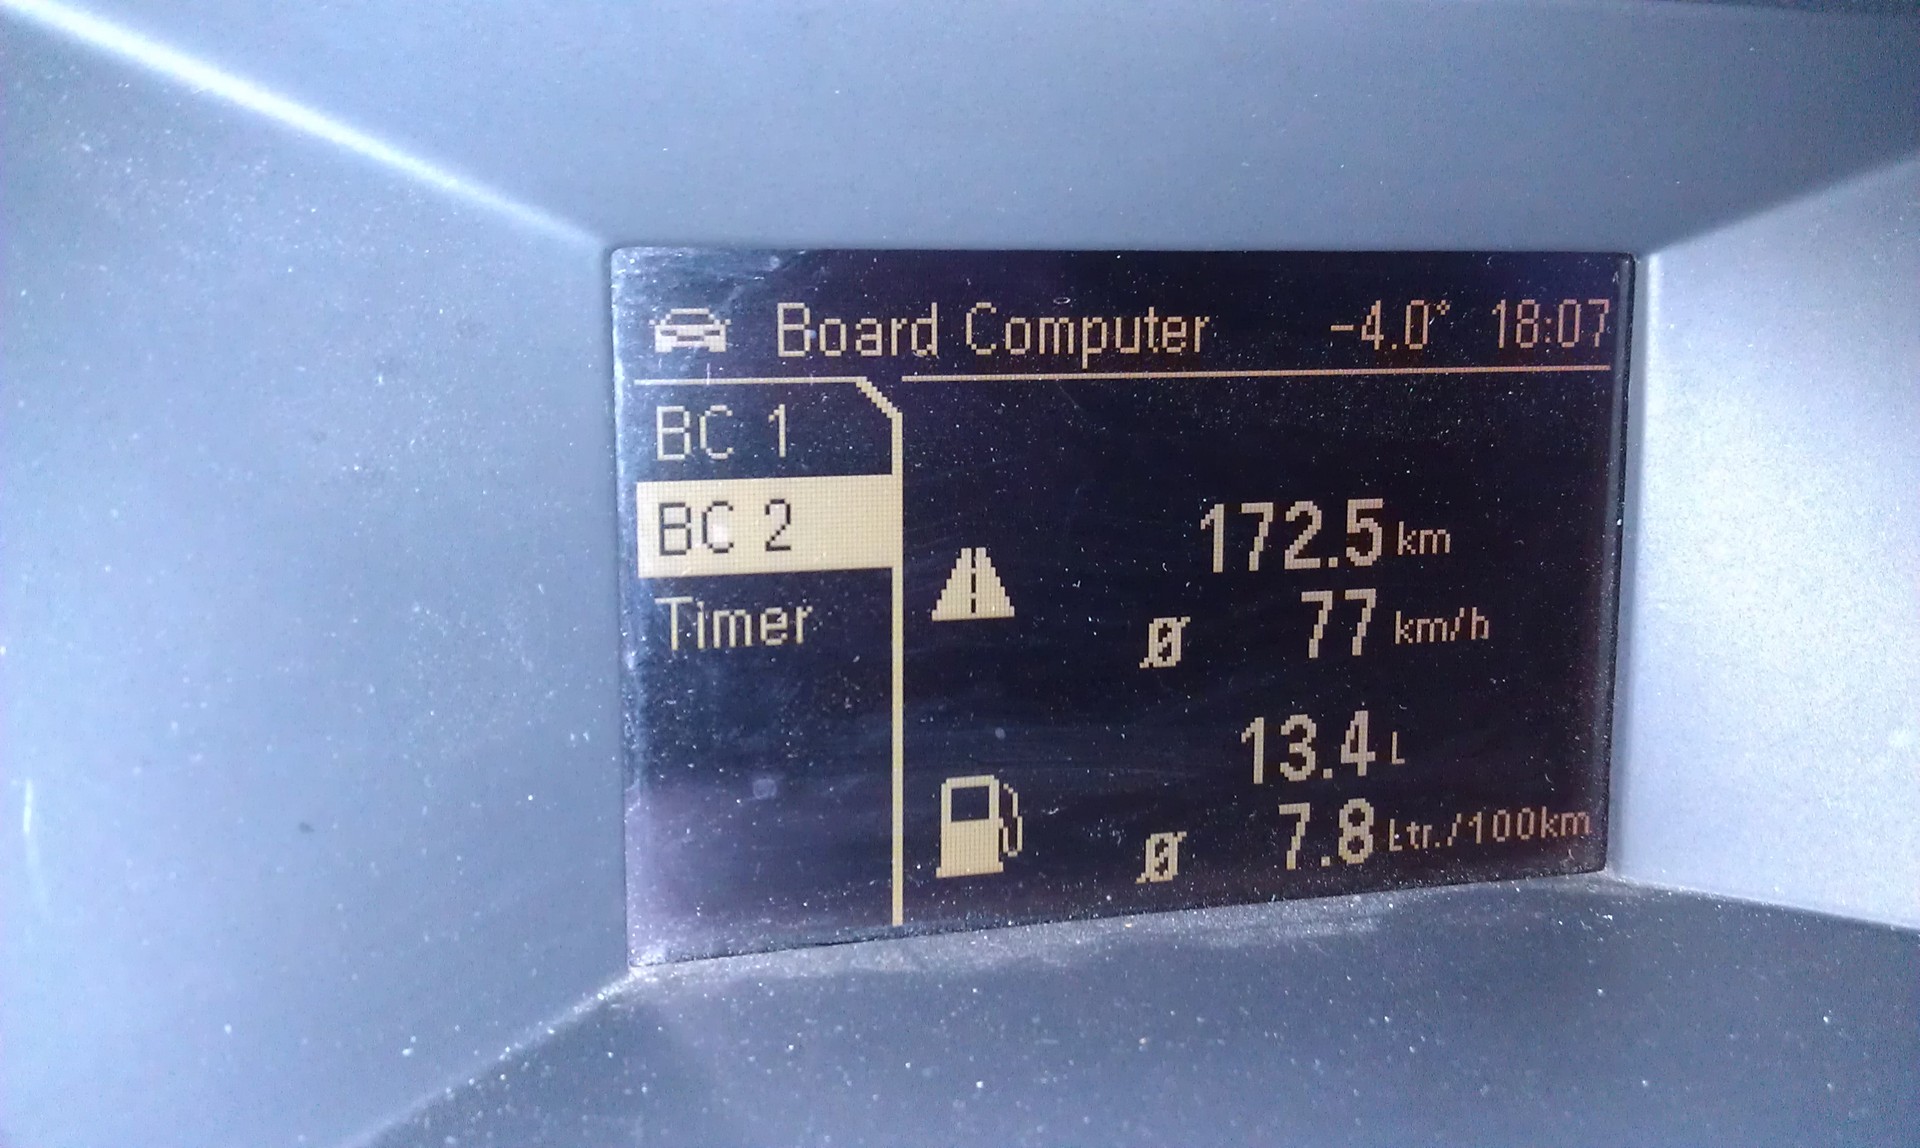 Board Computer -4.0° 18:07
BC 1
BC 2
Timer
172.5 km
Ø 77 km/h
13.4 L
Ø 7.8 Ltr./100km